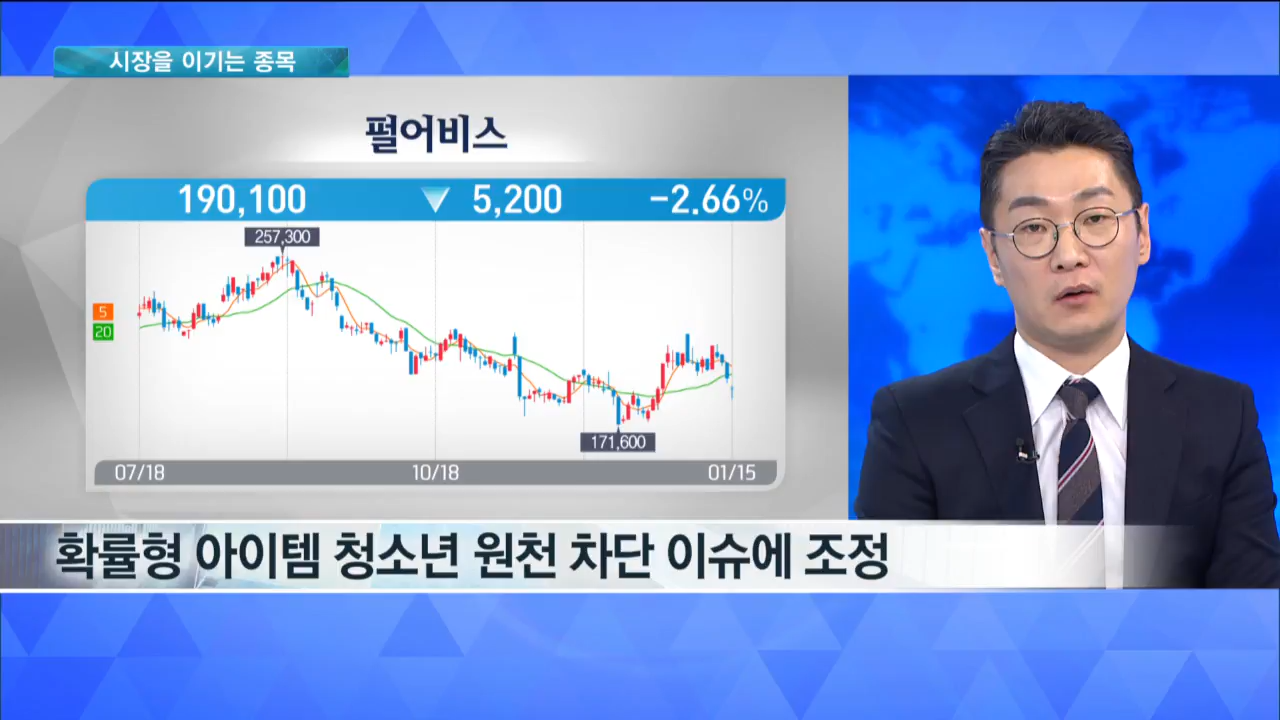 시장을 이기는 종목
펄어비스
190,100 ▼ 5,200 -2.66%
257,300
5
20
171,600
07/18 10/18 01/15
확률형 아이템 청소년 원천 차단 이슈에 조정